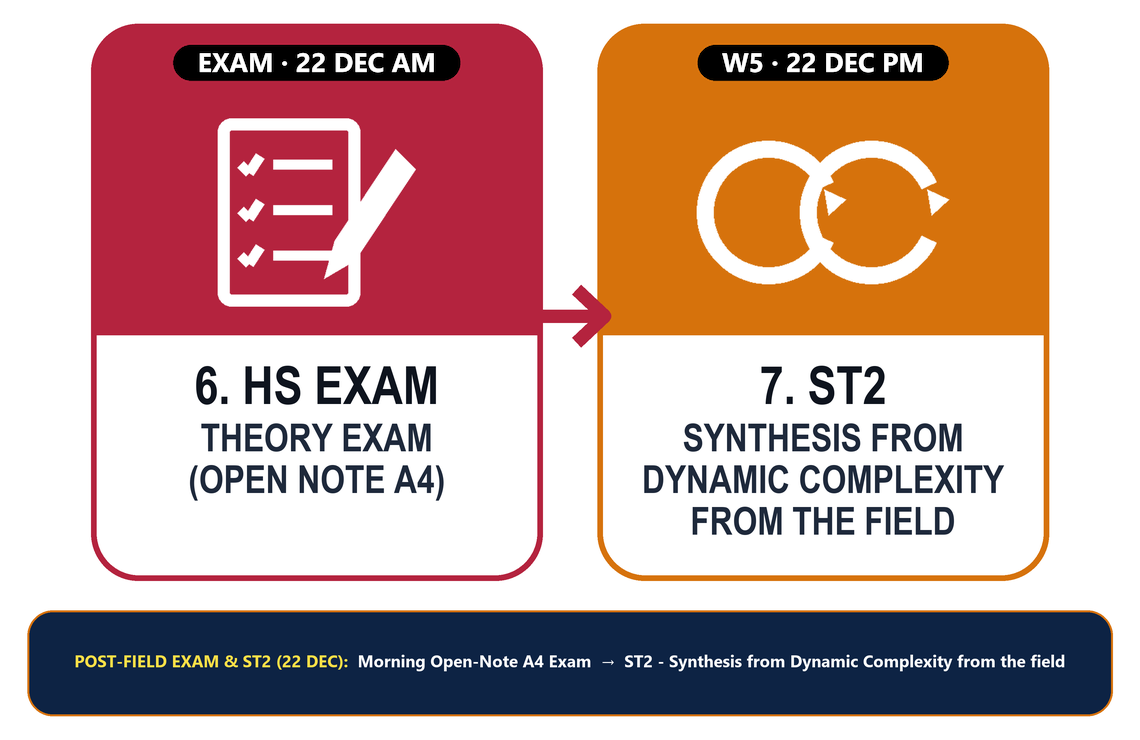 EXAM · 22 DEC AM
W5 · 22 DEC PM
6. HS EXAM
THEORY EXAM
(OPEN NOTE A4)
7. ST2
SYNTHESIS FROM
DYNAMIC COMPLEXITY
FROM THE FIELD
POST-FIELD EXAM & ST2 (22 DEC): Morning Open-Note A4 Exam → ST2 - Synthesis from Dynamic Complexity from the field